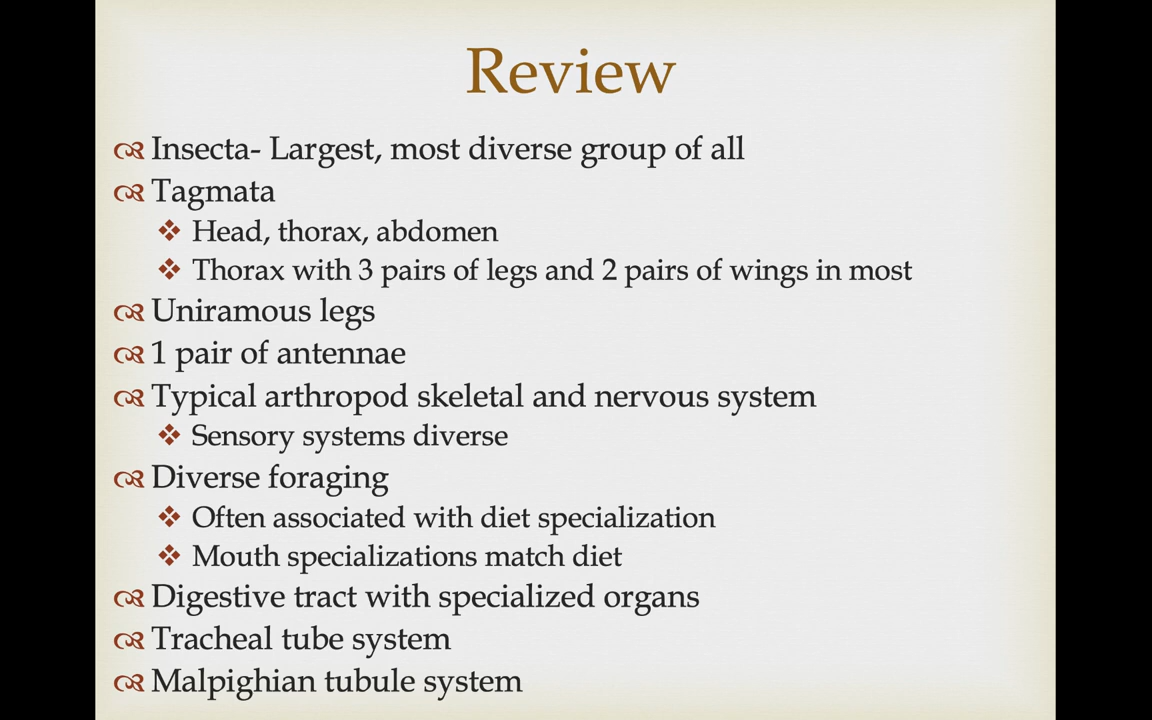 Review
Insecta- Largest, most diverse group of all
Tagmata
Head, thorax, abdomen
Thorax with 3 pairs of legs and 2 pairs of wings in most
Uniramous legs
1 pair of antennae
Typical arthropod skeletal and nervous system
Sensory systems diverse
Diverse foraging
Often associated with diet specialization
Mouth specializations match diet
Digestive tract with specialized organs
Tracheal tube system
Malpighian tubule system